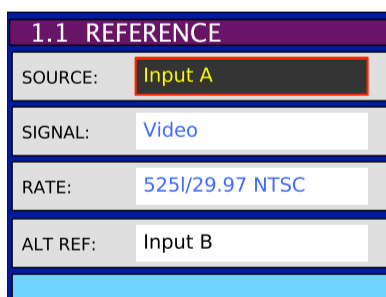 1.1 REFERENCE
SOURCE: Input A
SIGNAL: Video
RATE: 525I/29.97 NTSC
ALT REF: Input B